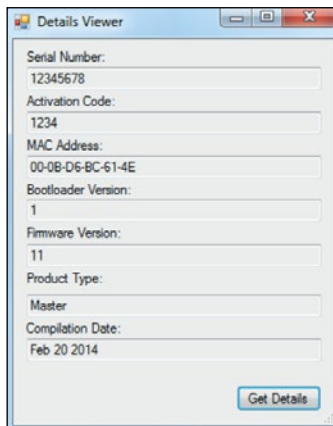 Details Viewer
Serial Number:
12345678
Activation Code:
1234
MAC Address:
00-0B-D6-BC-61-4E
Bootloader Version:
1
Firmware Version:
11
Product Type:
Master
Compilation Date:
Feb 20 2014
Get Details